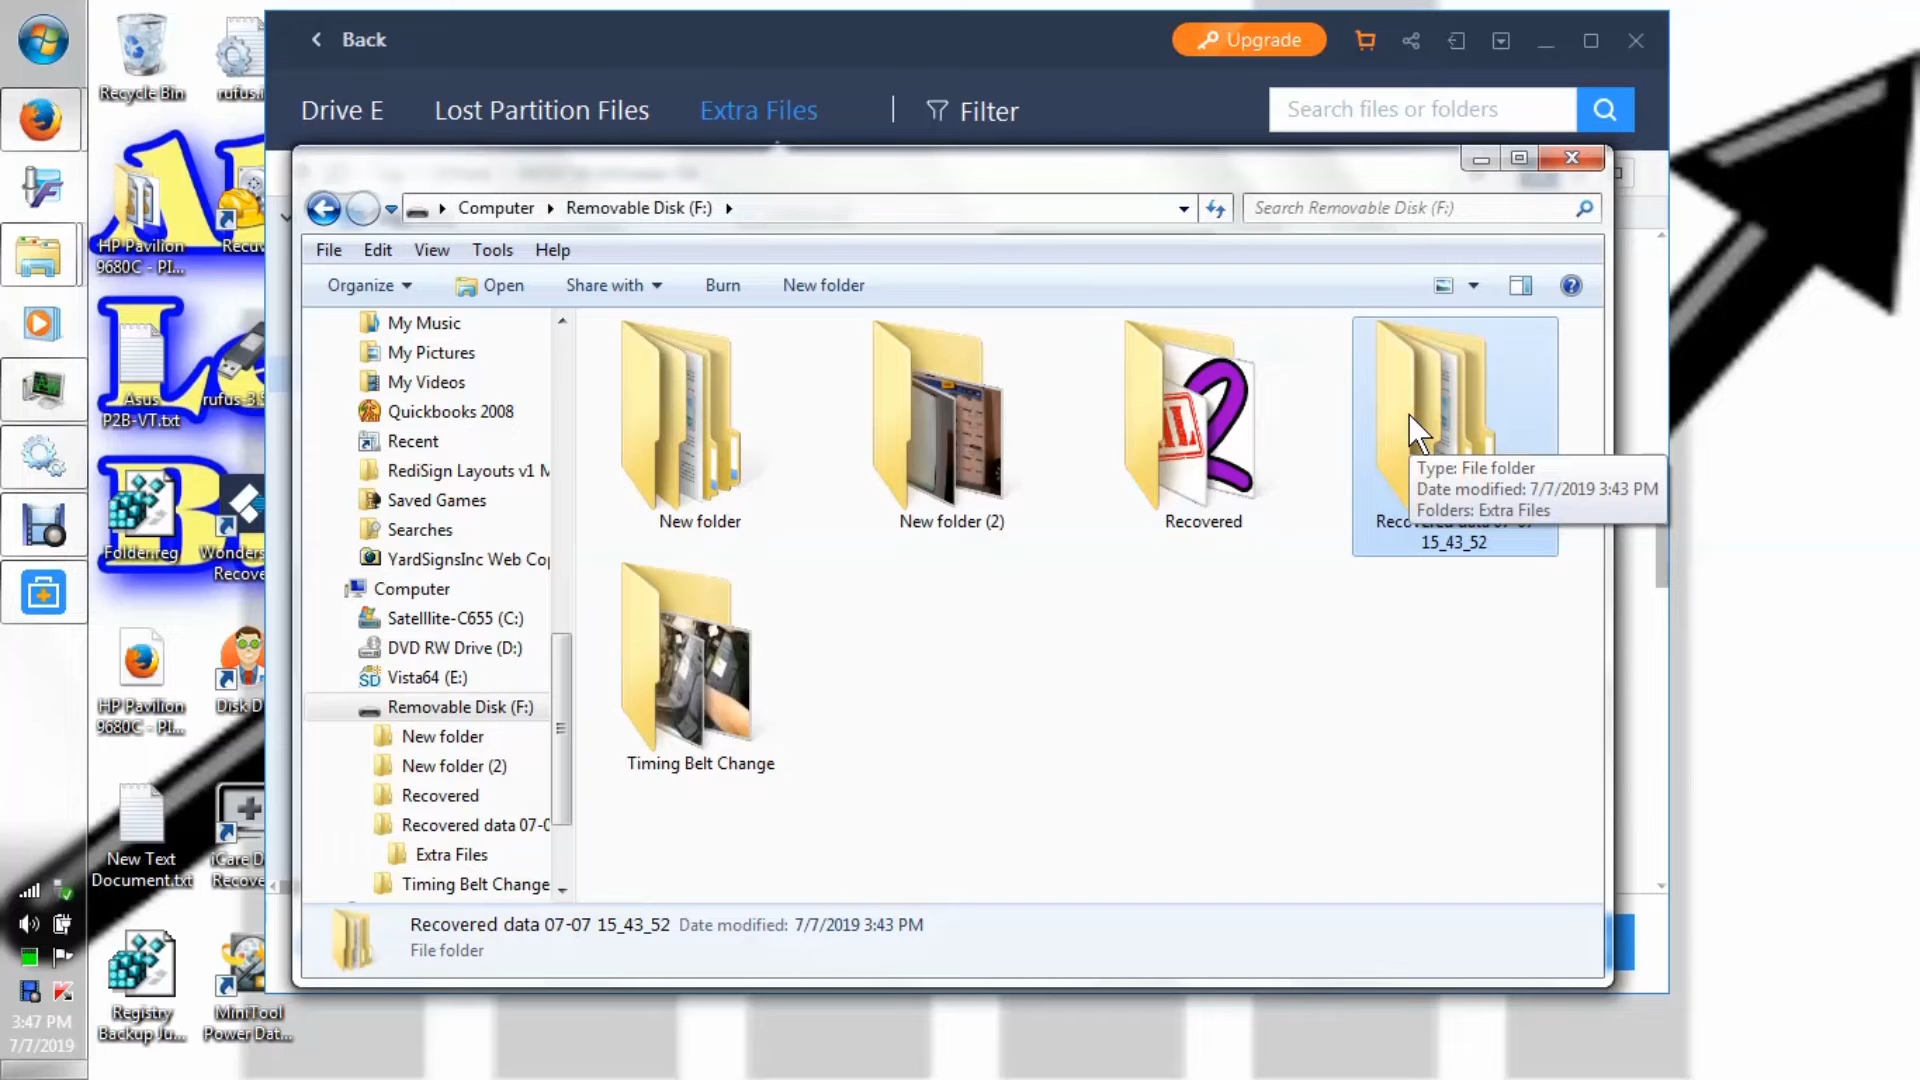 Recycle Bin
HP Pavilion
9680C - PI...
Asus
P2B-VT.txt
Folder.reg
HP Pavilion
9680C - PI...
New Text
Document.txt
Registry
Backup Ju...
MiniTool
Power Dat...
3:47 PM
7/7/2019
Back
Upgrade
Drive E
Lost Partition Files
Extra Files
Filter
Search files or folders
Computer
Removable Disk (F:)
Search Removable Disk (F:)
File
Edit
View
Tools
Help
Organize
Open
Share with
Burn
New folder
My Music
My Pictures
My Videos
Quickbooks 2008
Recent
RediSign Layouts v1 M
Saved Games
Searches
YardSignsInc Web Cop
Computer
Satelllite-C655 (C:)
DVD RW Drive (D:)
Vista64 (E:)
Removable Disk (F:)
New folder
New folder (2)
Recovered
Recovered data 07-0
Extra Files
Timing Belt Change
New folder
New folder (2)
Recovered
15_43_52
Type: File folder
Date modified: 7/7/2019 3:43 PM
Folders: Extra Files
Timing Belt Change
Recovered data 07-07 15_43_52 Date modified: 7/7/2019 3:43 PM
File folder